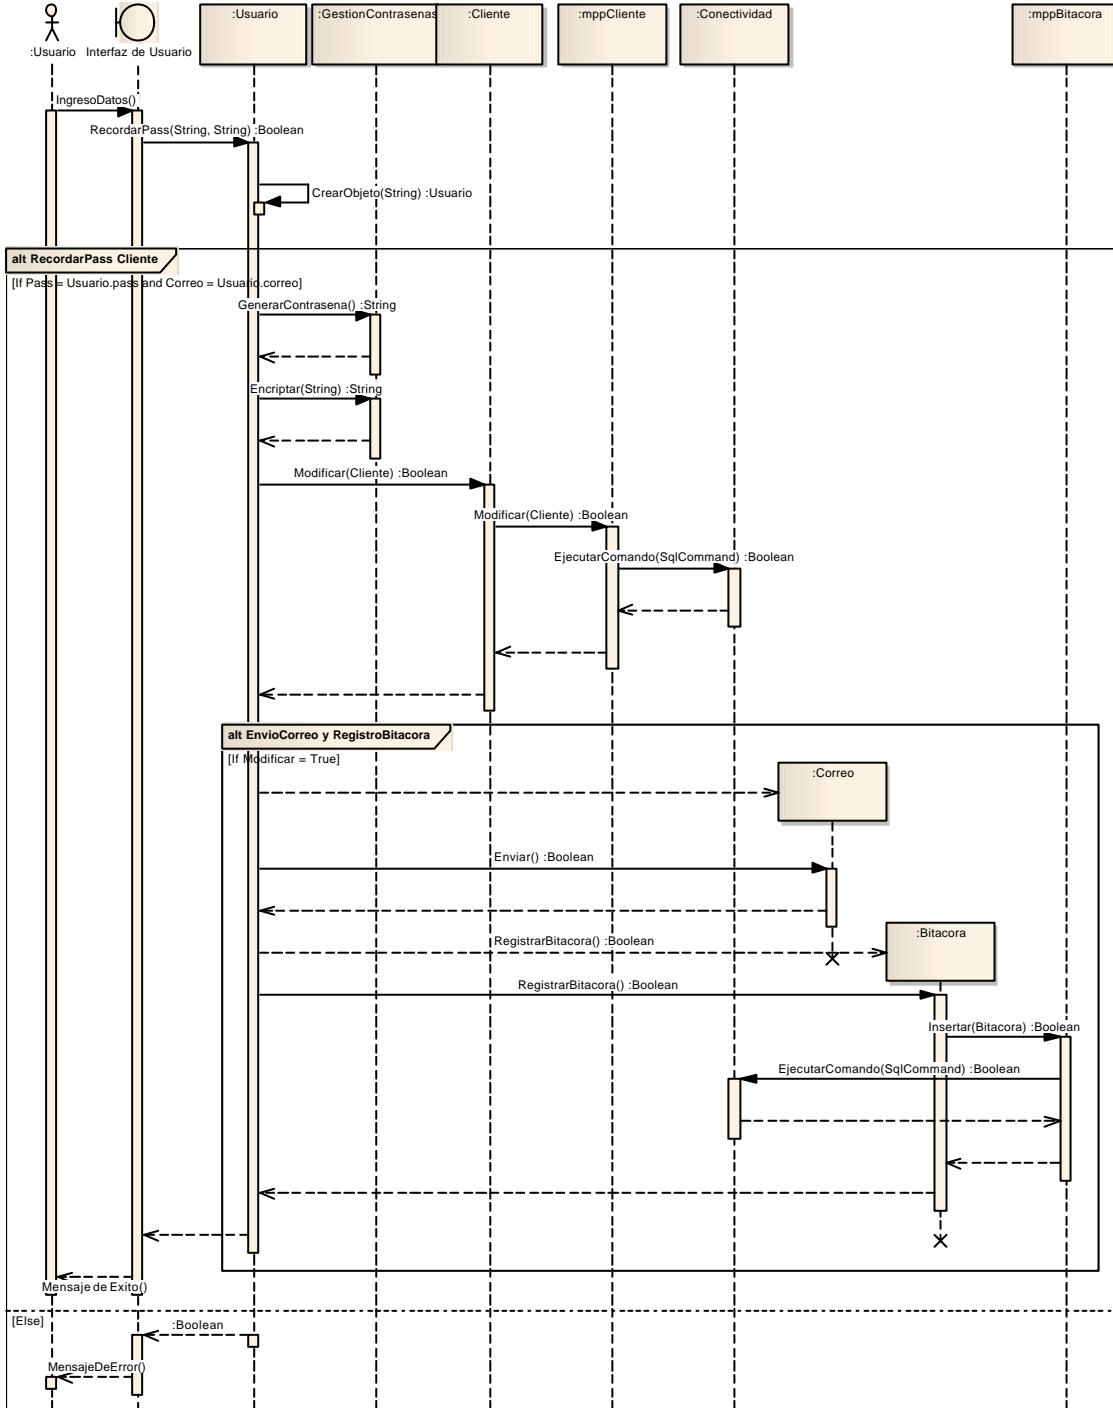 :Usuario
Interfaz de Usuario
:Usuario
:GestionContrasenas
:Cliente
:mppCliente
:Conectividad
:mppBitacora
IngresoDatos()
RecordarPass(String, String) :Boolean
CrearObjeto(String) :Usuario
alt RecordarPass Cliente
[If Pass = Usuario.pass and Correo = Usuario.correo]
GenerarContrasena() :String
Encriptar(String) :String
Modificar(Cliente) :Boolean
Modificar(Cliente) :Boolean
EjecutarComando(SqlCommand) :Boolean
alt EnvioCorreo y RegistroBitacora
[If Modificar = True]
:Correo
Enviar() :Boolean
:Bitacora
RegistrarBitacora() :Boolean
RegistrarBitacora() :Boolean
Insertar(Bitacora) :Boolean
EjecutarComando(SqlCommand) :Boolean
Mensaje de Exito()
[Else]
:Boolean
MensajeDeError()